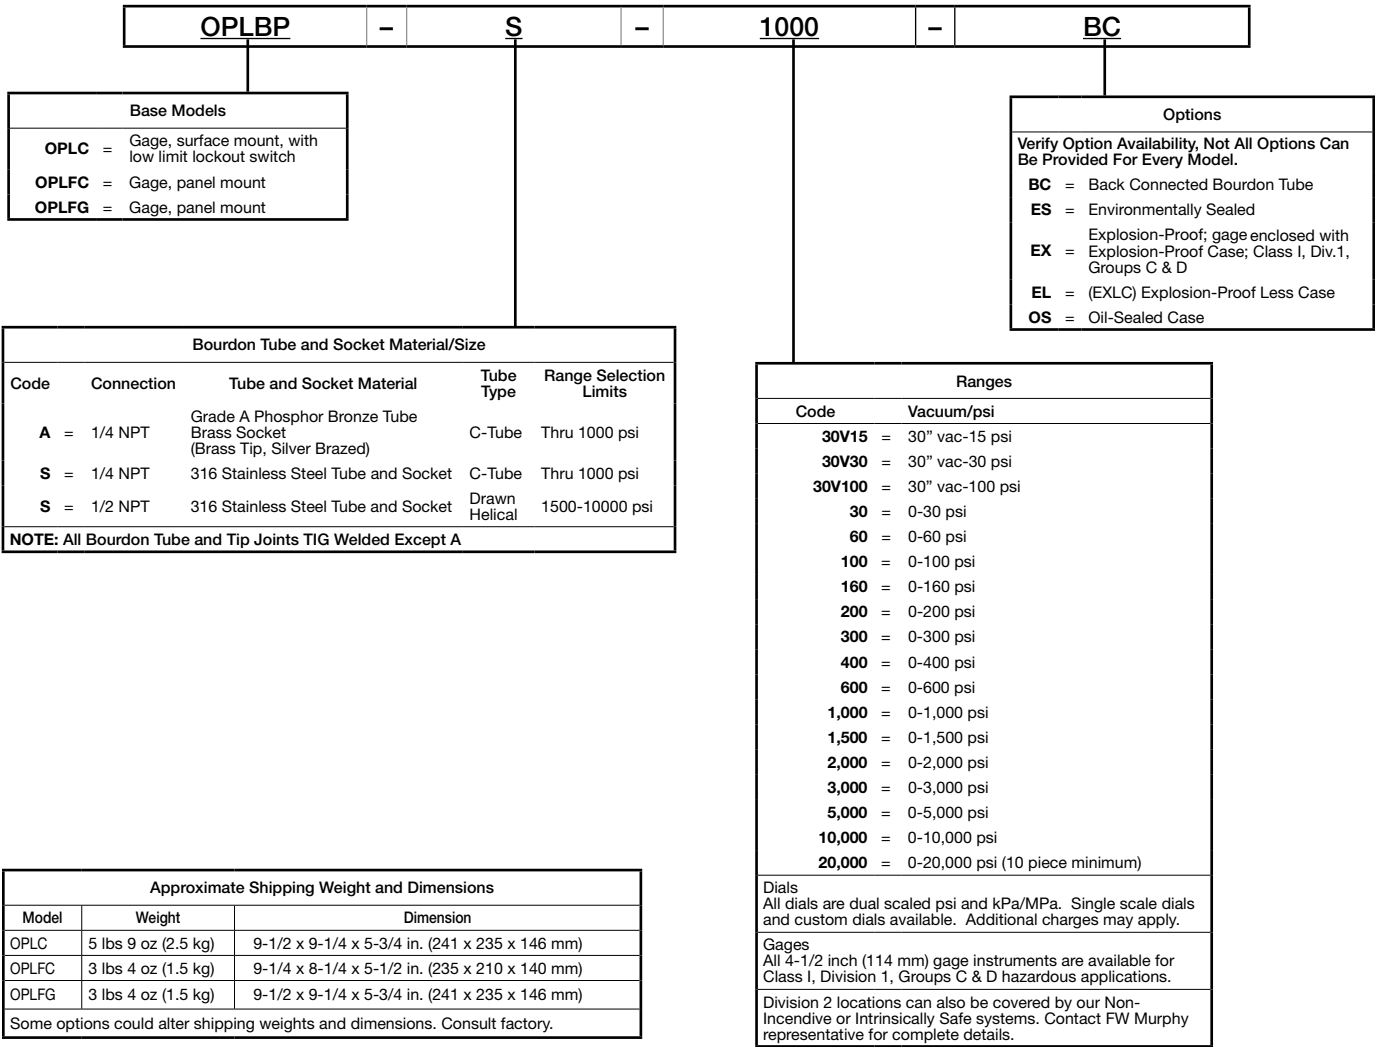 OPLBP – S – 1000 – BC
Base Models
OPLC = Gage, surface mount, with
low limit lockout switch
OPLFC = Gage, panel mount
OPLFG = Gage, panel mount
Options
Verify Option Availability, Not All Options Can
Be Provided For Every Model.
BC = Back Connected Bourdon Tube
ES = Environmentally Sealed
EX = Explosion-Proof; gage enclosed with
Explosion-Proof Case; Class I, Div.1,
Groups C & D
EL = (EXLC) Explosion-Proof Less Case
OS = Oil-Sealed Case
Bourdon Tube and Socket Material/Size
Code Connection Tube and Socket Material Tube Type Range Selection Limits
A = 1/4 NPT Grade A Phosphor Bronze Tube
Brass Socket
(Brass Tip, Silver Brazed) C-Tube Thru 1000 psi
S = 1/4 NPT 316 Stainless Steel Tube and Socket C-Tube Thru 1000 psi
S = 1/2 NPT 316 Stainless Steel Tube and Socket Drawn Helical 1500-10000 psi
NOTE: All Bourdon Tube and Tip Joints TIG Welded Except A
Ranges
Code Vacuum/psi
30V15 = 30” vac-15 psi
30V30 = 30” vac-30 psi
30V100 = 30” vac-100 psi
30 = 0-30 psi
60 = 0-60 psi
100 = 0-100 psi
160 = 0-160 psi
200 = 0-200 psi
300 = 0-300 psi
400 = 0-400 psi
600 = 0-600 psi
1,000 = 0-1,000 psi
1,500 = 0-1,500 psi
2,000 = 0-2,000 psi
3,000 = 0-3,000 psi
5,000 = 0-5,000 psi
10,000 = 0-10,000 psi
20,000 = 0-20,000 psi (10 piece minimum)
Dials
All dials are dual scaled psi and kPa/MPa. Single scale dials
and custom dials available. Additional charges may apply.
Gages
All 4-1/2 inch (114 mm) gage instruments are available for
Class I, Division 1, Groups C & D hazardous applications.
Division 2 locations can also be covered by our Non-
Incendive or Intrinsically Safe systems. Contact FW Murphy
representative for complete details.
Approximate Shipping Weight and Dimensions
Model Weight Dimension
OPLC 5 lbs 9 oz (2.5 kg) 9-1/2 x 9-1/4 x 5-3/4 in. (241 x 235 x 146 mm)
OPLFC 3 lbs 4 oz (1.5 kg) 9-1/4 x 8-1/4 x 5-1/2 in. (235 x 210 x 140 mm)
OPLFG 3 lbs 4 oz (1.5 kg) 9-1/2 x 9-1/4 x 5-3/4 in. (241 x 235 x 146 mm)
Some options could alter shipping weights and dimensions. Consult factory.